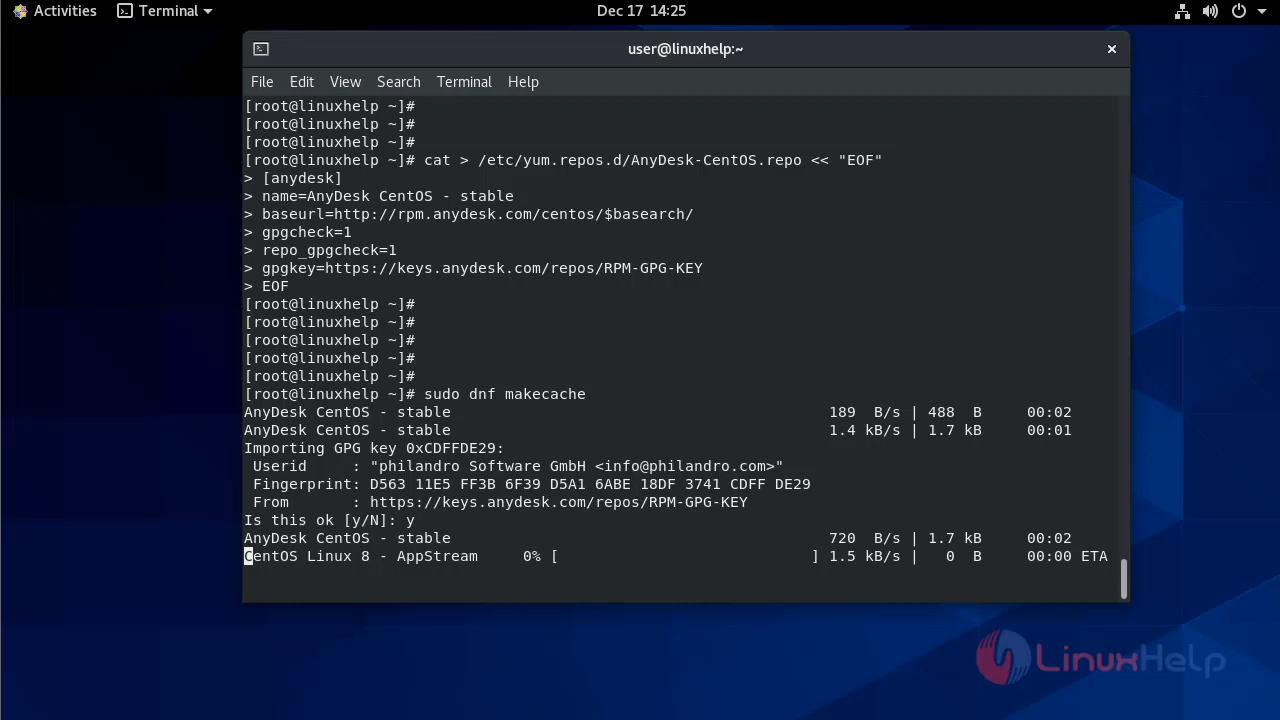 Activities Terminal Dec 17 14:25
user@linuxhelp:~
File Edit View Search Terminal Help
[root@linuxhelp ~]#
[root@linuxhelp ~]#
[root@linuxhelp ~]#
[root@linuxhelp ~]# cat > /etc/yum.repos.d/AnyDesk-CentOS.repo << "EOF"
> [anydesk]
> name=AnyDesk CentOS - stable
> baseurl=http://rpm.anydesk.com/centos/$basearch/
> gpgcheck=1
> repo_gpgcheck=1
> gpgkey=https://keys.anydesk.com/repos/RPM-GPG-KEY
> EOF
[root@linuxhelp ~]#
[root@linuxhelp ~]#
[root@linuxhelp ~]#
[root@linuxhelp ~]#
[root@linuxhelp ~]#
[root@linuxhelp ~]# sudo dnf makecache
AnyDesk CentOS - stable 189 B/s | 488 B 00:02
AnyDesk CentOS - stable 1.4 kB/s | 1.7 kB 00:01
Importing GPG key 0xCDFFDE29:
Userid : "philandro Software GmbH <info@philandro.com>"
Fingerprint: D563 11E5 FF3B 6F39 D5A1 6ABE 18DF 3741 CDFF DE29
From : https://keys.anydesk.com/repos/RPM-GPG-KEY
Is this ok [y/N]: y
AnyDesk CentOS - stable 720 B/s | 1.7 kB 00:02
CentOS Linux 8 - AppStream 0% [ ] 1.5 kB/s | 0 B 00:00 ETA
LinuxHelp